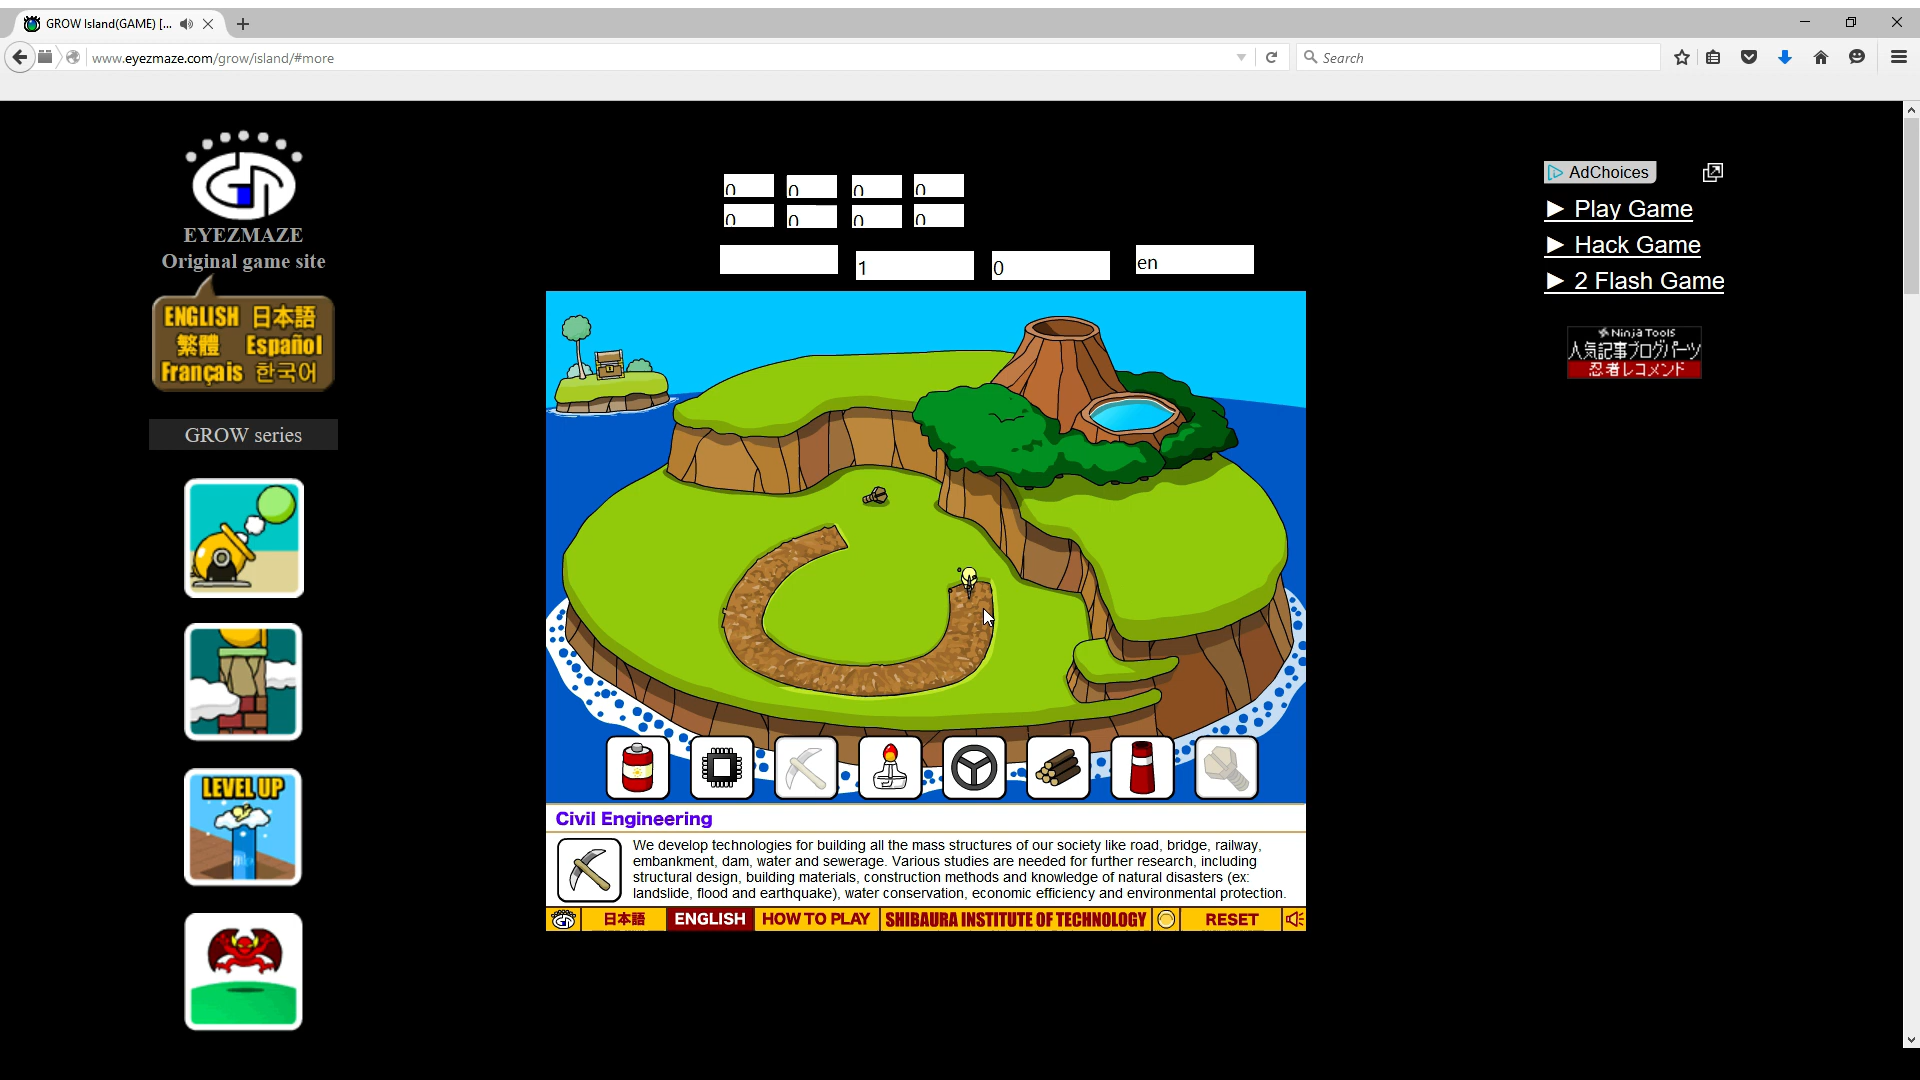 GROW Island(GAME) [...
www.eyezmaze.com/grow/island/#more
Search
EYEZMAZE
Original game site
ENGLISH 日本語
繁體 Español
Français 한국어
GROW series
LEVEL UP
0 0 0 0
0 0 0 0
1 0 en
AdChoices
► Play Game
► Hack Game
► 2 Flash Game
Ninja Tools
人気記事ブログパーツ
忍者レコメンド
Civil Engineering
We develop technologies for building all the mass structures of our society like road, bridge, railway,
embankment, dam, water and sewerage. Various studies are needed for further research, including
structural design, building materials, construction methods and knowledge of natural disasters (ex:
landslide, flood and earthquake), water conservation, economic efficiency and environmental protection.
日本語 ENGLISH HOW TO PLAY SHIBAURA INSTITUTE OF TECHNOLOGY RESET